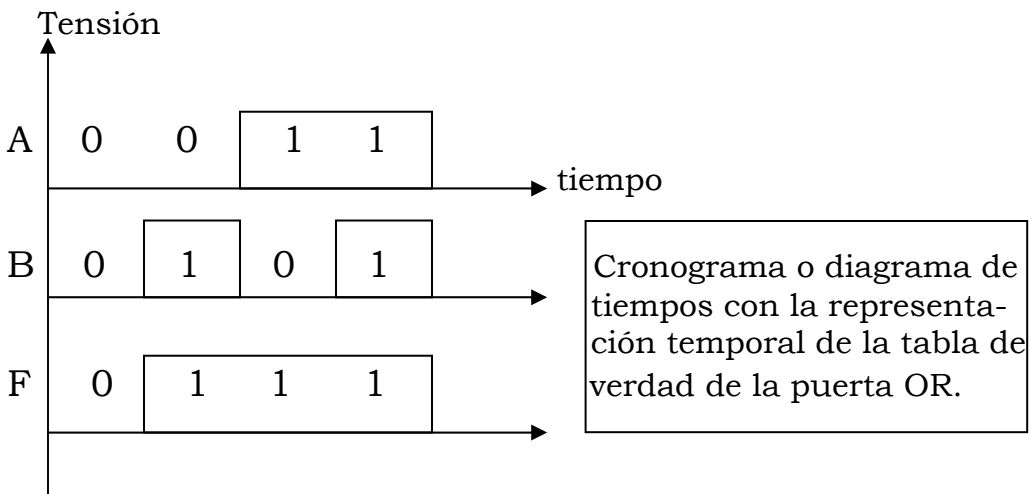 Tensión
A 0 0 1 1
tiempo
B 0 1 0 1
F 0 1 1 1
Cronograma o diagrama de
tiempos con la representa-
ción temporal de la tabla de
verdad de la puerta OR.